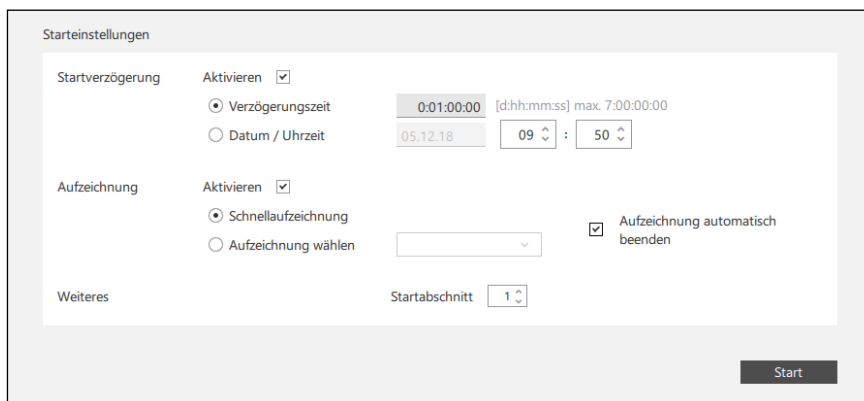 Starteinstellungen
Startverzögerung Aktivieren
Verzögerungszeit 0:01:00:00 [d:hh:mm:ss] max. 7:00:00:00
Datum / Uhrzeit 05.12.18 09 : 50
Aufzeichnung Aktivieren
Schnellaufzeichnung
Aufzeichnung wählen
Aufzeichnung automatisch
beenden
Weiteres Startabschnitt 1
Start